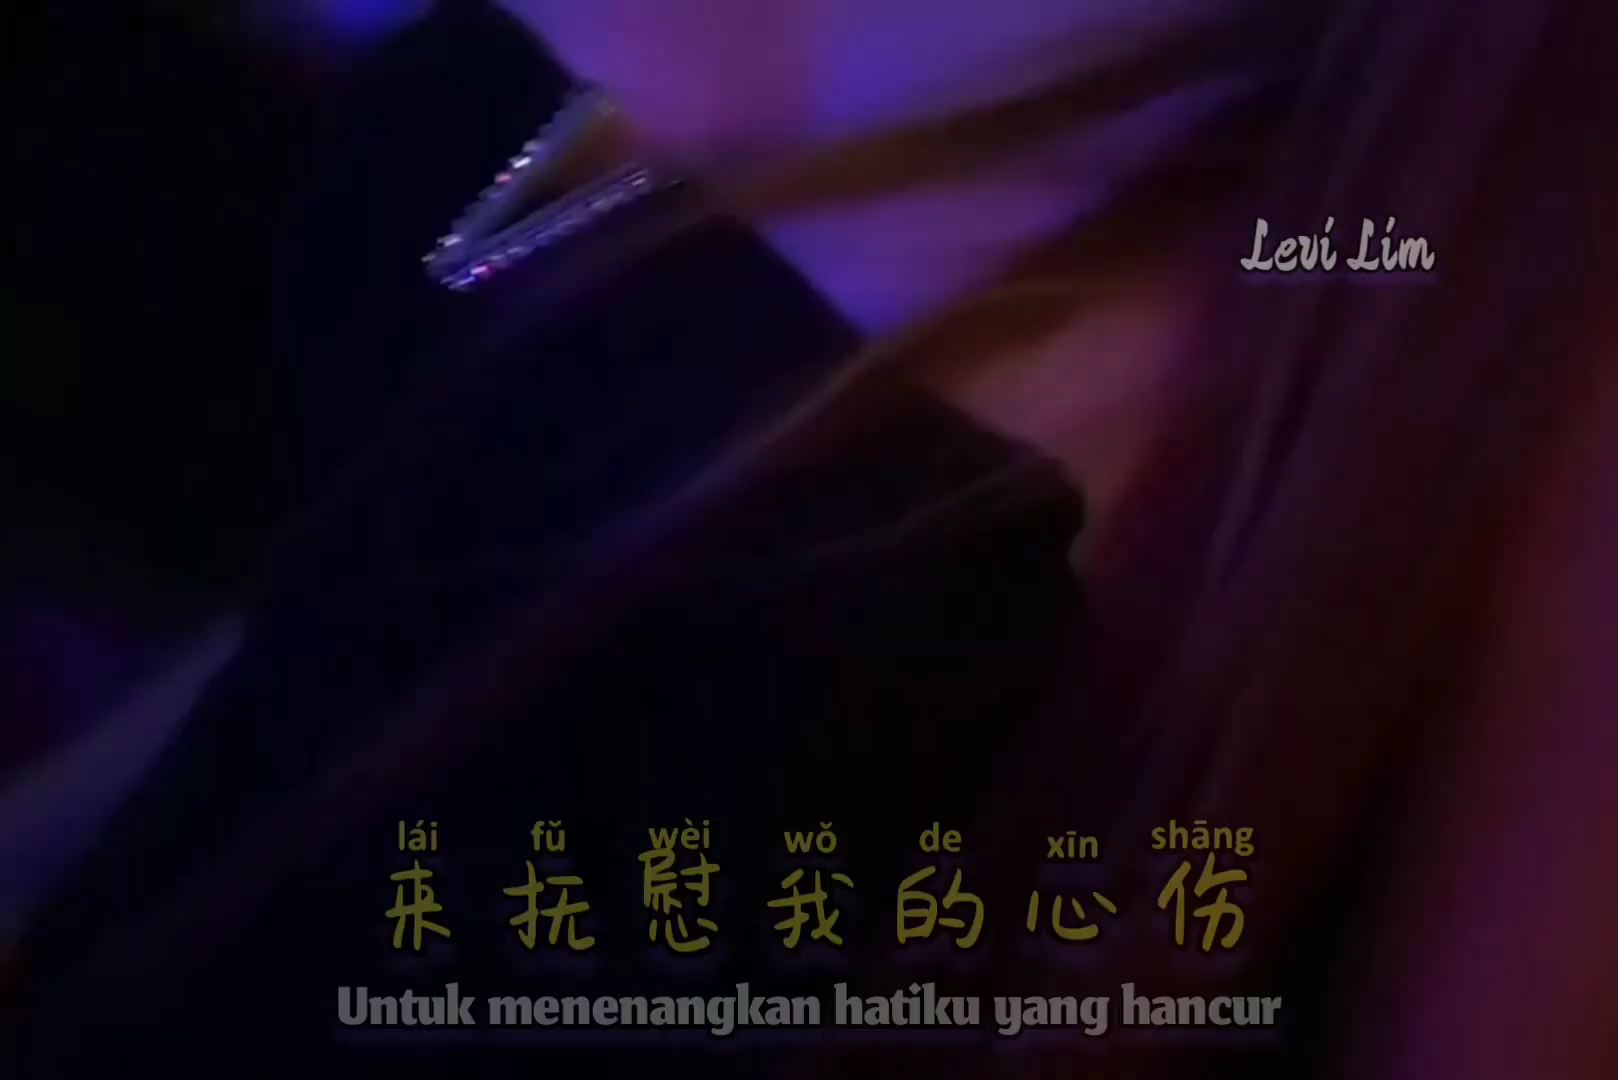 Levi Lim
lái fǔ wèi wǒ de xīn shāng
来 抚 慰 我 的 心 伤
Untuk menenangkan hatiku yang hancur